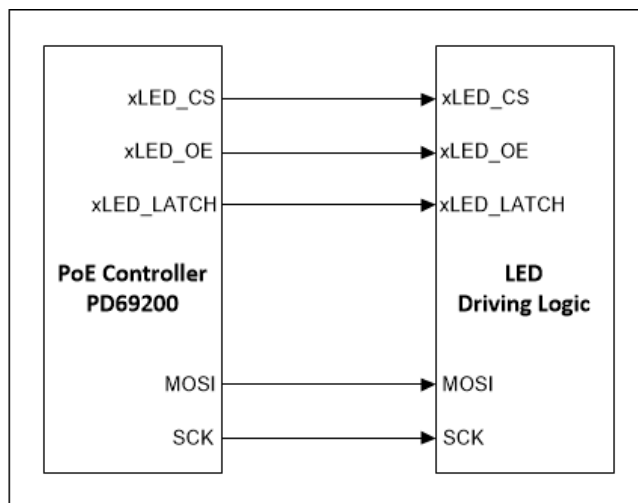 xLED_CS
xLED_CS
xLED_OE
xLED_OE
xLED_LATCH
xLED_LATCH
PoE Controller
PD69200
LED
Driving Logic
MOSI
MOSI
SCK
SCK